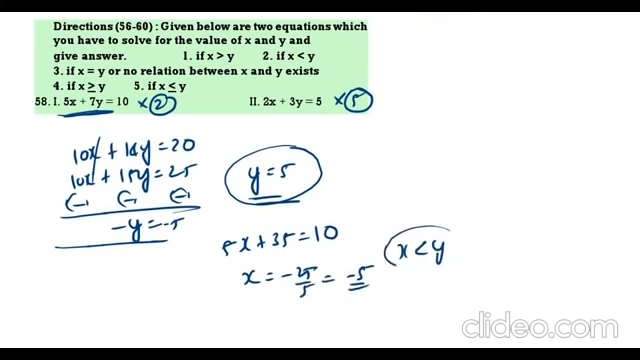 Directions (56-60) : Given below are two equations which
you have to solve for the value of x and y and
give answer. 1. if x > y 2. if x < y
3. if x = y or no relation between x and y exists
4. if x ≥ y 5. if x ≤ y
58. I. 5x + 7y = 10 ×2 II. 2x + 3y = 5 ×5
10x + 14y = 20
10x + 15y = 25
(-) (-) (-)
-y = -5
y = 5
5x + 35 = 10
x = -25/5 = -5
x < y
clideo.com